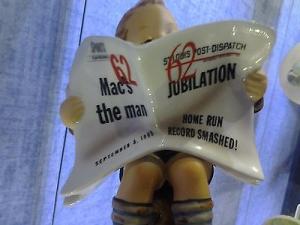 62
Mac's
the man
SEPTEMBER 8, 1998
ST. LOUIS POST-DISPATCH
62
JUBILATION
HOME RUN
RECORD SMASHED!